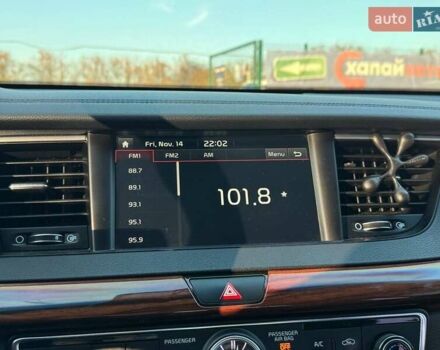 auto RIA
хапай
Fri, Nov. 14 22:02
FM1 FM2 AM Menu
88.7
89.1
93.1
95.1
95.9
101.8
PASSENGER
PASSENGER
AIR BAG
OFF
A/C